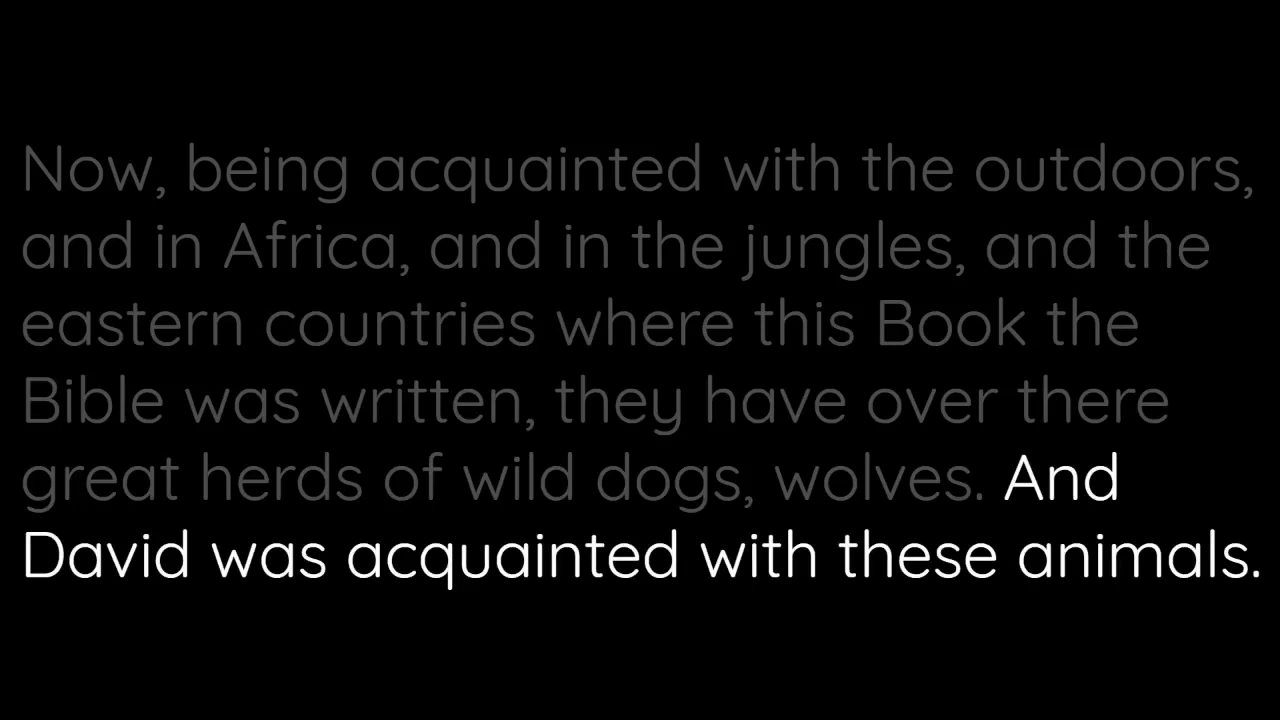 Now, being acquainted with the outdoors,
and in Africa, and in the jungles, and the
eastern countries where this Book the
Bible was written, they have over there
great herds of wild dogs, wolves. And
David was acquainted with these animals.